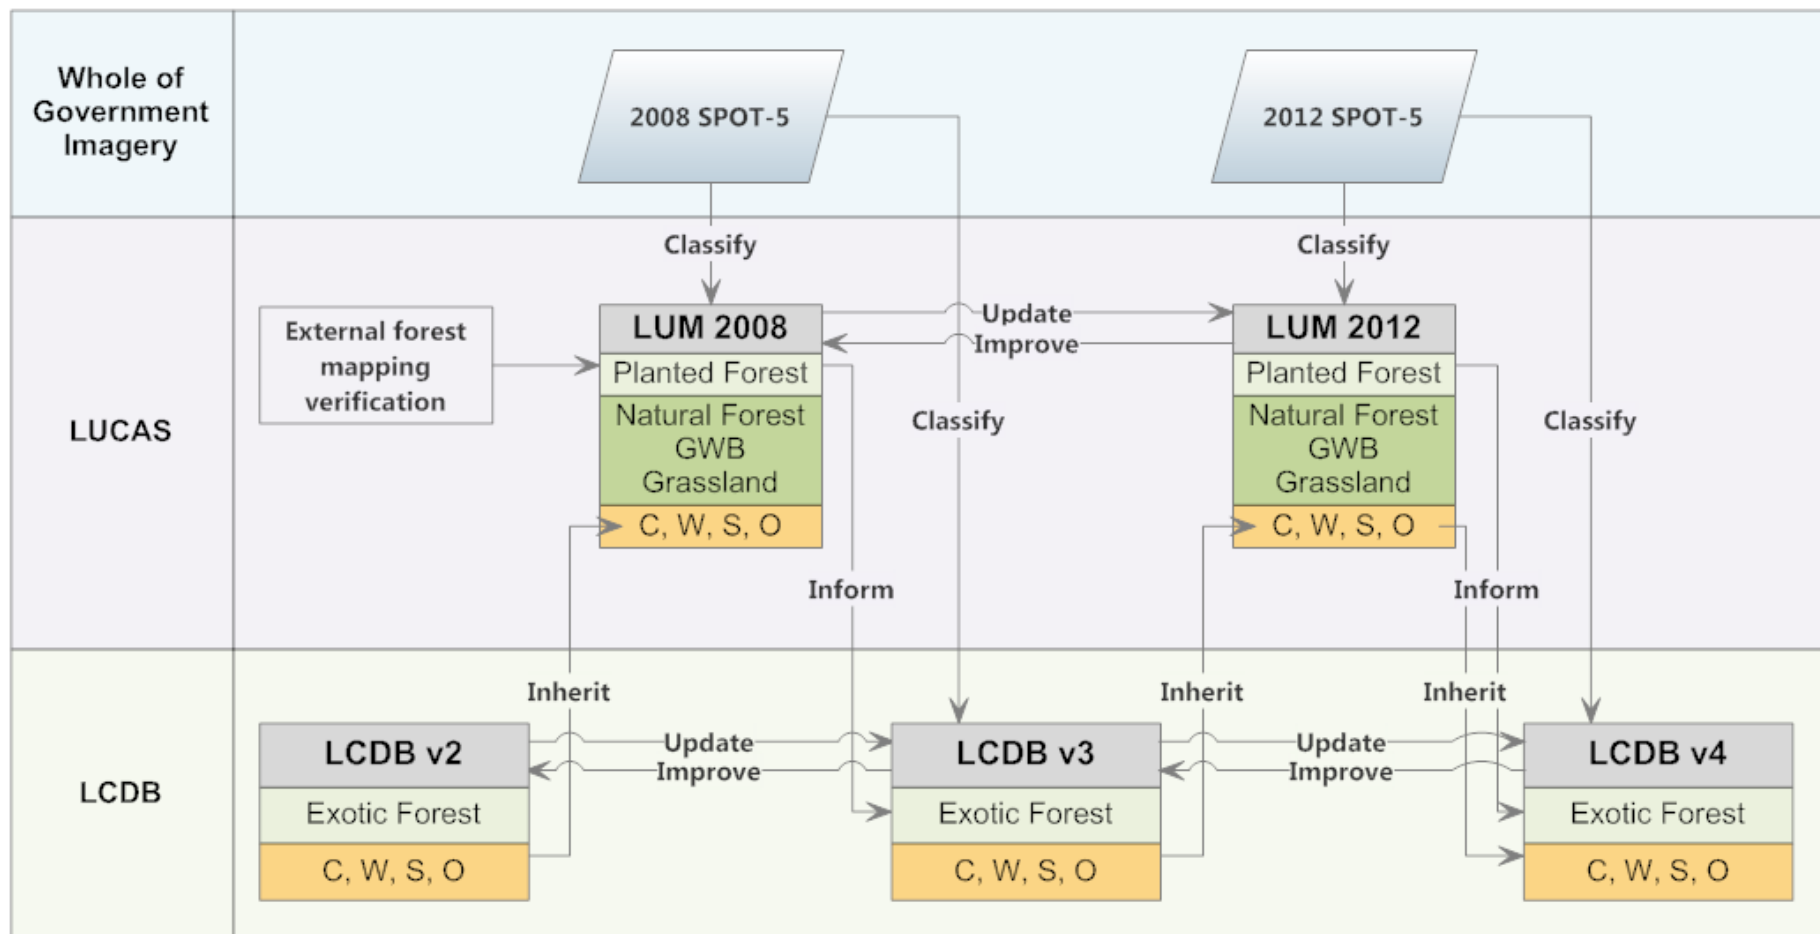 Whole of
Government
Imagery
2008 SPOT-5
2012 SPOT-5
Classify
Classify
LUCAS
External forest
mapping
verification
LUM 2008
Planted Forest
Natural Forest
GWB
Grassland
C, W, S, O
Update
Improve
Classify
LUM 2012
Planted Forest
Natural Forest
GWB
Grassland
C, W, S, O
Classify
Inform
Inform
LCDB
Inherit
Inherit
Inherit
LCDB v2
Exotic Forest
C, W, S, O
Update
Improve
LCDB v3
Exotic Forest
C, W, S, O
Update
Improve
LCDB v4
Exotic Forest
C, W, S, O